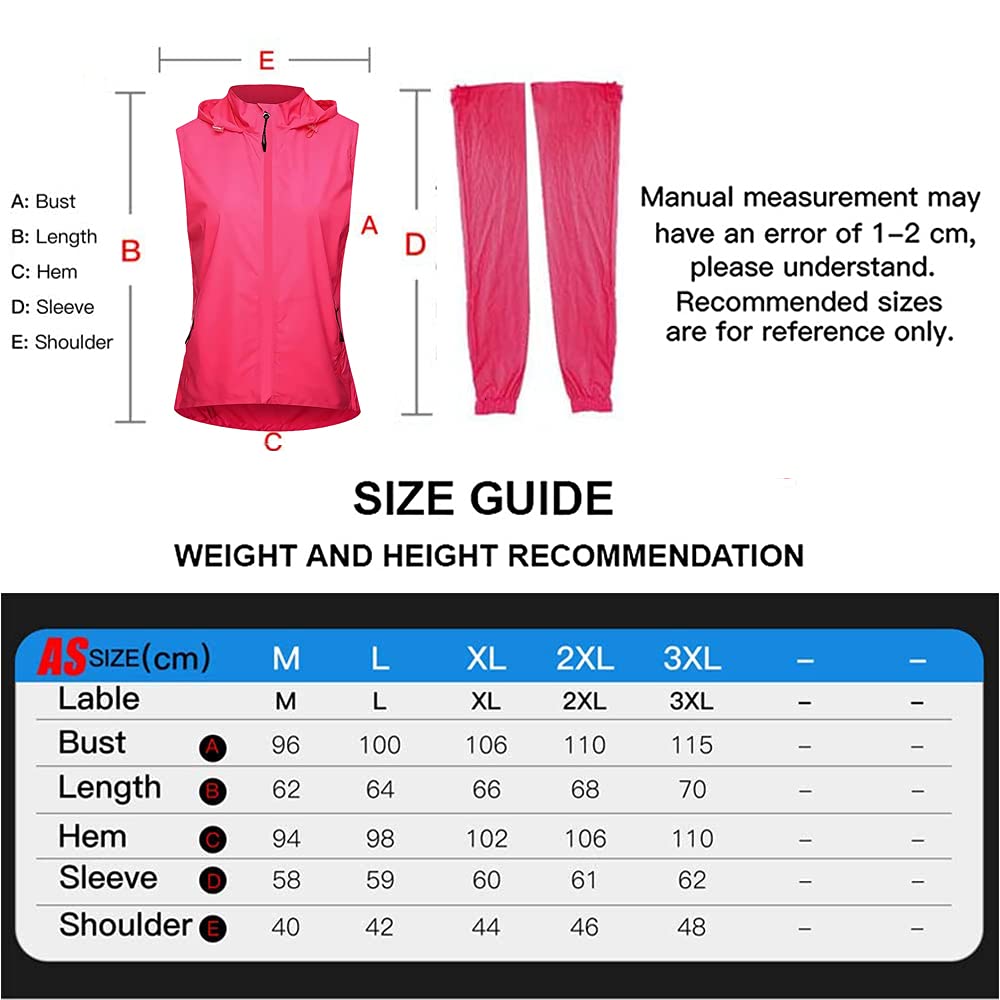 E
A: Bust
B: Length
C: Hem
D: Sleeve
E: Shoulder
B
A
D
C
Manual measurement may
have an error of 1-2 cm,
please understand.
Recommended sizes
are for reference only.
SIZE GUIDE
WEIGHT AND HEIGHT RECOMMENDATION
AS SIZE(cm) M L XL 2XL 3XL – –
Lable M L XL 2XL 3XL – –
Bust A 96 100 106 110 115 – –
Length B 62 64 66 68 70 – –
Hem C 94 98 102 106 110 – –
Sleeve D 58 59 60 61 62 – –
Shoulder E 40 42 44 46 48 – –